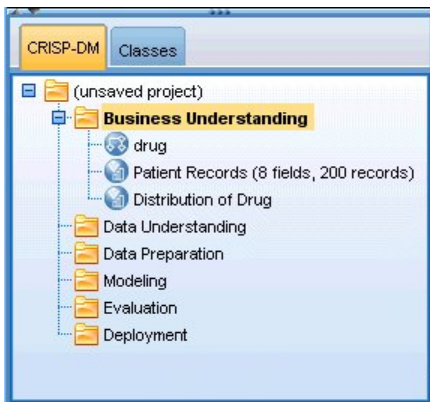 CRISP-DM Classes
(unsaved project)
Business Understanding
drug
Patient Records (8 fields, 200 records)
Distribution of Drug
Data Understanding
Data Preparation
Modeling
Evaluation
Deployment